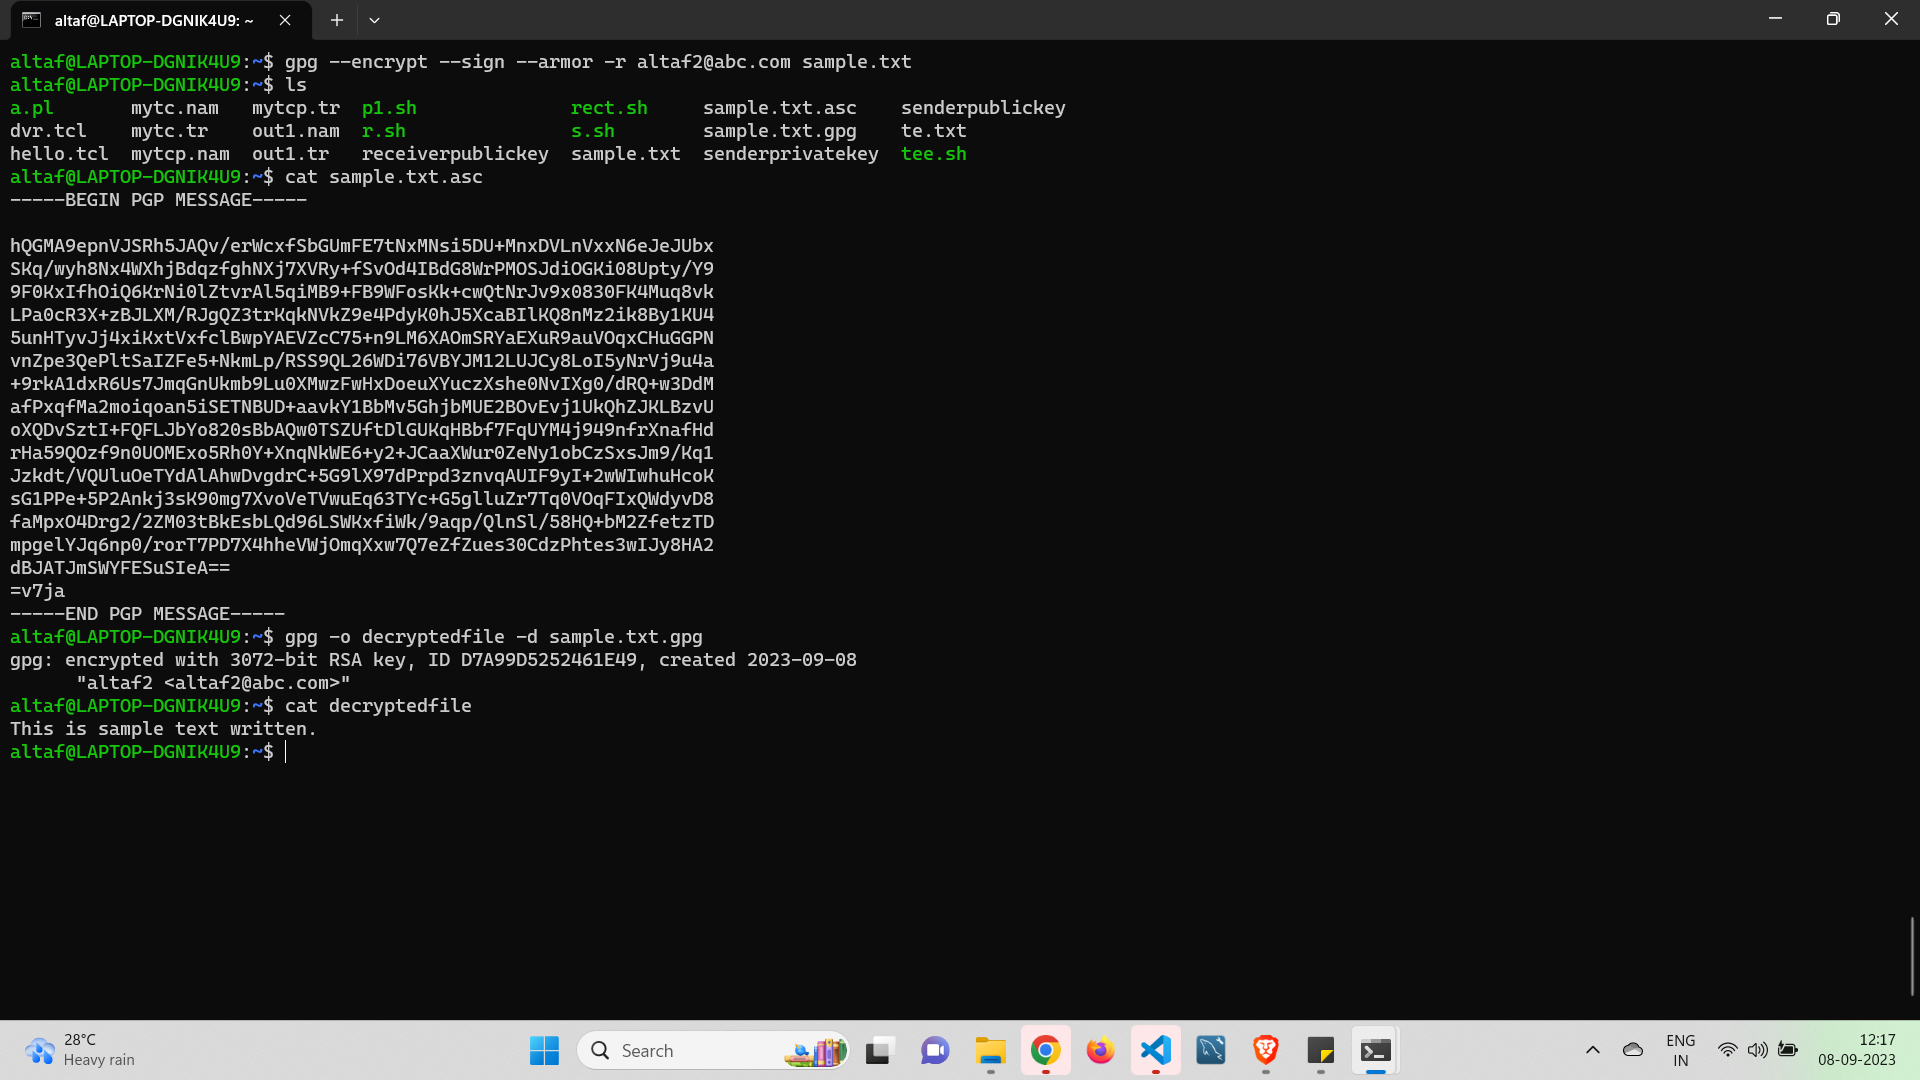 altaf@LAPTOP-DGNIK4U9: ~
altaf@LAPTOP-DGNIK4U9:~$ gpg --encrypt --sign --armor -r altaf2@abc.com sample.txt
altaf@LAPTOP-DGNIK4U9:~$ ls
a.pl mytc.nam mytcp.tr p1.sh rect.sh sample.txt.asc senderpublickey
dvr.tcl mytc.tr out1.nam r.sh s.sh sample.txt.gpg te.txt
hello.tcl mytcp.nam out1.tr receiverpublickey sample.txt senderprivatekey tee.sh
altaf@LAPTOP-DGNIK4U9:~$ cat sample.txt.asc
-----BEGIN PGP MESSAGE-----
hQGMA9epnVJSRh5JAQv/erWcxfSbGUmFE7tNxMNsi5DU+MnxDVLnVxxN6eJeJUbx
SKq/wyh8Nx4WXhjBdqzfghNXj7XVRy+fSvOd4IBdG8WrPMOSJdiOGKi08Upty/Y9
9F0KxIfhOiQ6KrNi0lZtvrAl5qiMB9+FB9WFosKk+cwQtNrJv9x0830FK4Muq8vk
LPa0cR3X+zBJLXM/RJgQZ3trKqkNVkZ9e4PdyK0hJ5XcaBIlKQ8nMz2ik8By1KU4
5unHTyvJj4xiKxtVxfclBwpYAEVZcC75+n9LM6XAOmSRYaEXuR9auVOqxCHuGGPN
vnZpe3QePltSaIZFe5+NkmLp/RSS9QL26WDi76VBYJM12LUJCy8LoI5yNrVj9u4a
+9rkA1dxR6Us7JmqGnUkmb9Lu0XMwzFwHxDoeuXYuczXshe0NvIXg0/dRQ+w3DdM
afPxqfMa2moiqoan5iSETNBUD+aavkY1BbMv5GhjbMUE2BOvEvj1UkQhZJKLBzvU
oXQDvSztI+FQFLJbYo820sBbAQw0TSZUftDlGUKqHBbf7FqUYM4j949nfrXnafHd
rHa59QOzf9n0UOMExo5Rh0Y+XnqNkWE6+y2+JCaaXWur0ZeNy1obCzSxsJm9/Kq1
Jzkdt/VQUluOeTYdAlAhwDvgdrC+5G9lX97dPrpd3znvqAUIF9yI+2wWIwhuHcoK
sG1PPe+5P2Ankj3sK90mg7XvoVeTVwuEq63TYc+G5glluZr7Tq0VOqFIxQWdyvD8
faMpxO4Drg2/2ZM03tBkEsbLQd96LSWKxfiWk/9aqp/QlnSl/58HQ+bM2ZfetzTD
mpgelYJq6np0/rorT7PD7X4hheVWjOmqXxw7Q7eZfZues30CdzPhtes3wIJy8HA2
dBJATJmSWYFESuSIeA==
=v7ja
-----END PGP MESSAGE-----
altaf@LAPTOP-DGNIK4U9:~$ gpg -o decryptedfile -d sample.txt.gpg
gpg: encrypted with 3072-bit RSA key, ID D7A99D5252461E49, created 2023-09-08
"altaf2 <altaf2@abc.com>"
altaf@LAPTOP-DGNIK4U9:~$ cat decryptedfile
This is sample text written.
altaf@LAPTOP-DGNIK4U9:~$
28°C
Heavy rain
Search
ENG
IN
12:17
08-09-2023